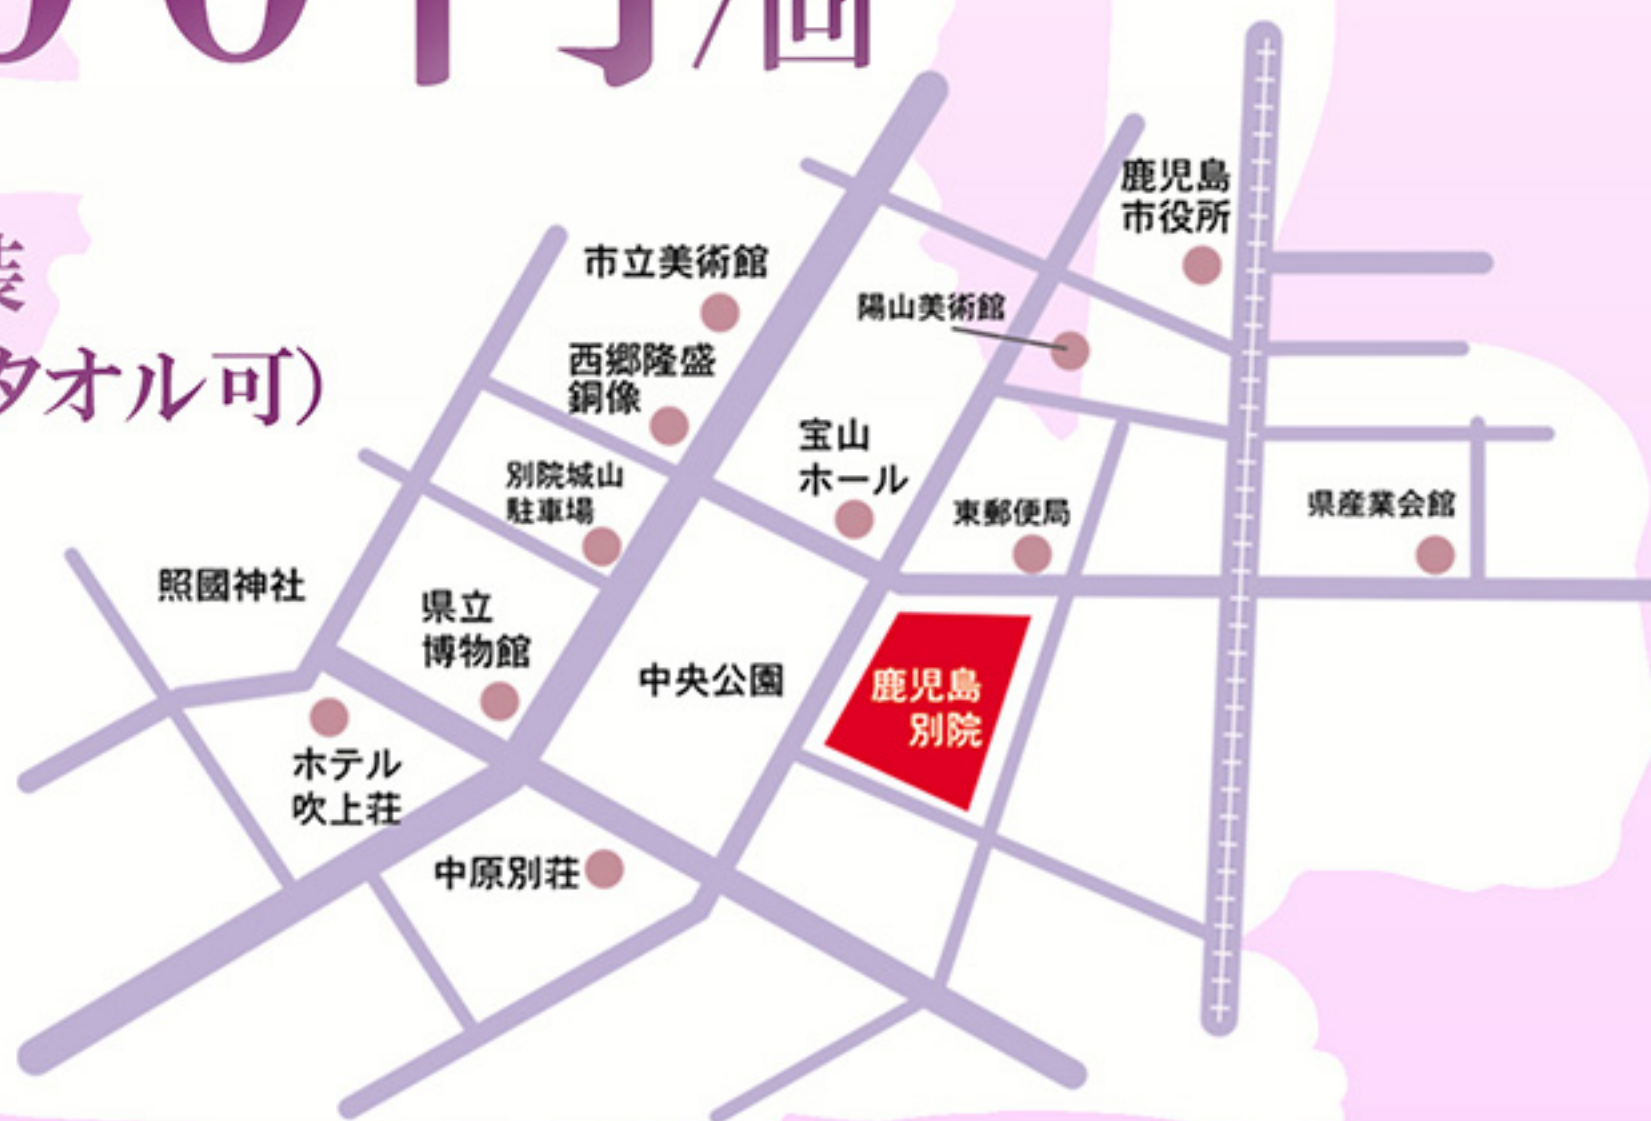 円/回
装
タオル可）
鹿児島
市役所
市立美術館
陽山美術館
西郷隆盛
銅像
宝山
ホール
別院城山
駐車場
東郵便局
県産業会館
照國神社
県立
博物館
中央公園
鹿児島
別院
ホテル
吹上荘
中原別荘